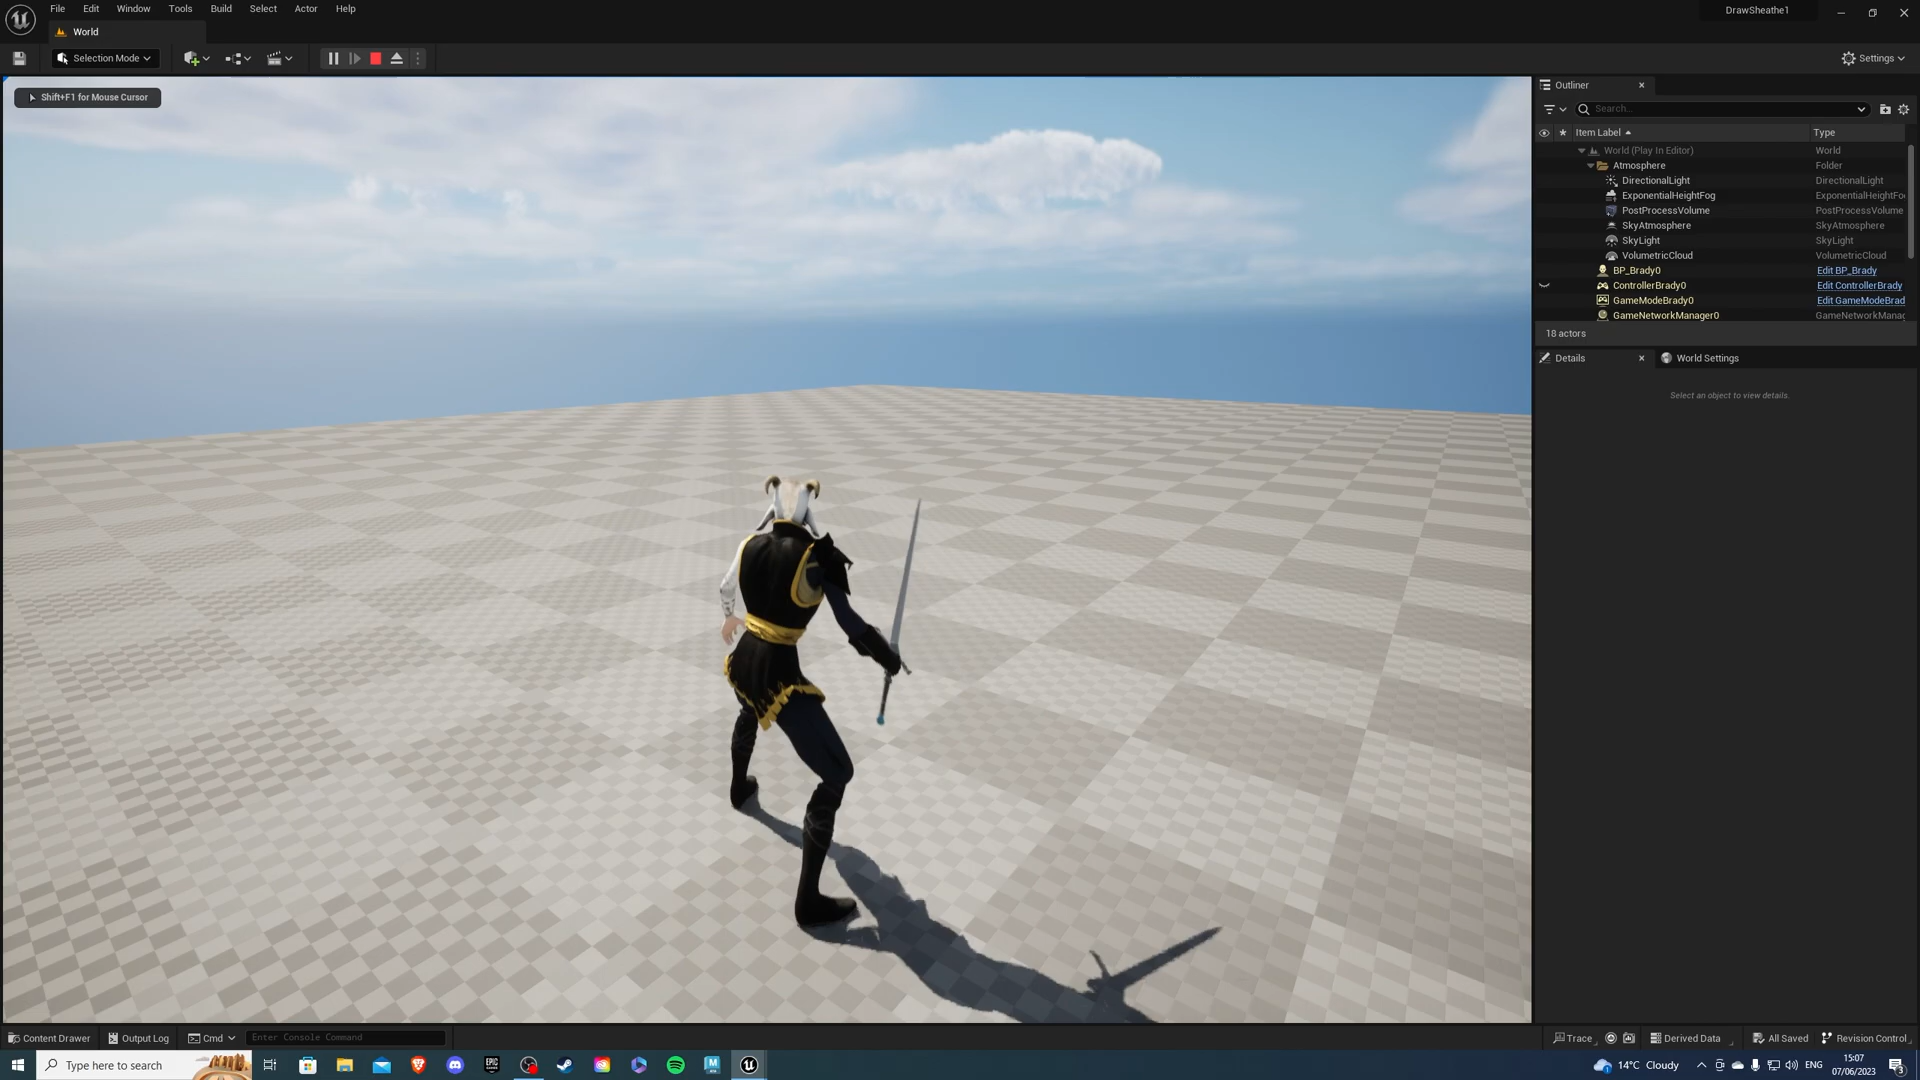 File Edit Window Tools Build Select Actor Help
DrawSheathe1
World
Selection Mode
Settings
Shift+F1 for Mouse Cursor
Outliner
Search...
Item Label Type
World (Play In Editor) World
Atmosphere Folder
DirectionalLight DirectionalLight
ExponentialHeightFog ExponentialHeightFo
PostProcessVolume PostProcessVolume
SkyAtmosphere SkyAtmosphere
SkyLight SkyLight
VolumetricCloud VolumetricCloud
BP_Brady0 Edit BP_Brady
ControllerBrady0 Edit ControllerBrady
GameModeBrady0 Edit GameModeBrad
GameNetworkManager0 GameNetworkManag
18 actors
Details World Settings
Select an object to view details.
Content Drawer Output Log Cmd Enter Console Command
Trace Derived Data All Saved Revision Control
Type here to search
EPIC
M
14°C Cloudy
ENG
15:07
07/06/2023
3